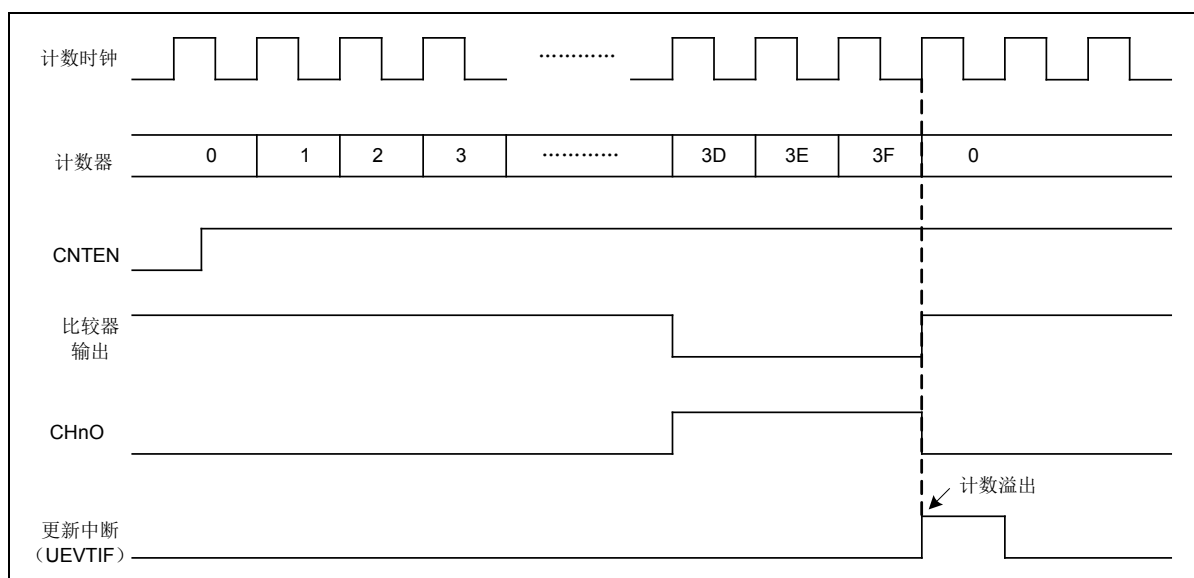 计数时钟
…………
计数器 0 1 2 3 ………… 3D 3E 3F 0
CNTEN
比较器
输出
CHnO
计数溢出
更新中断
（UEVTIF）